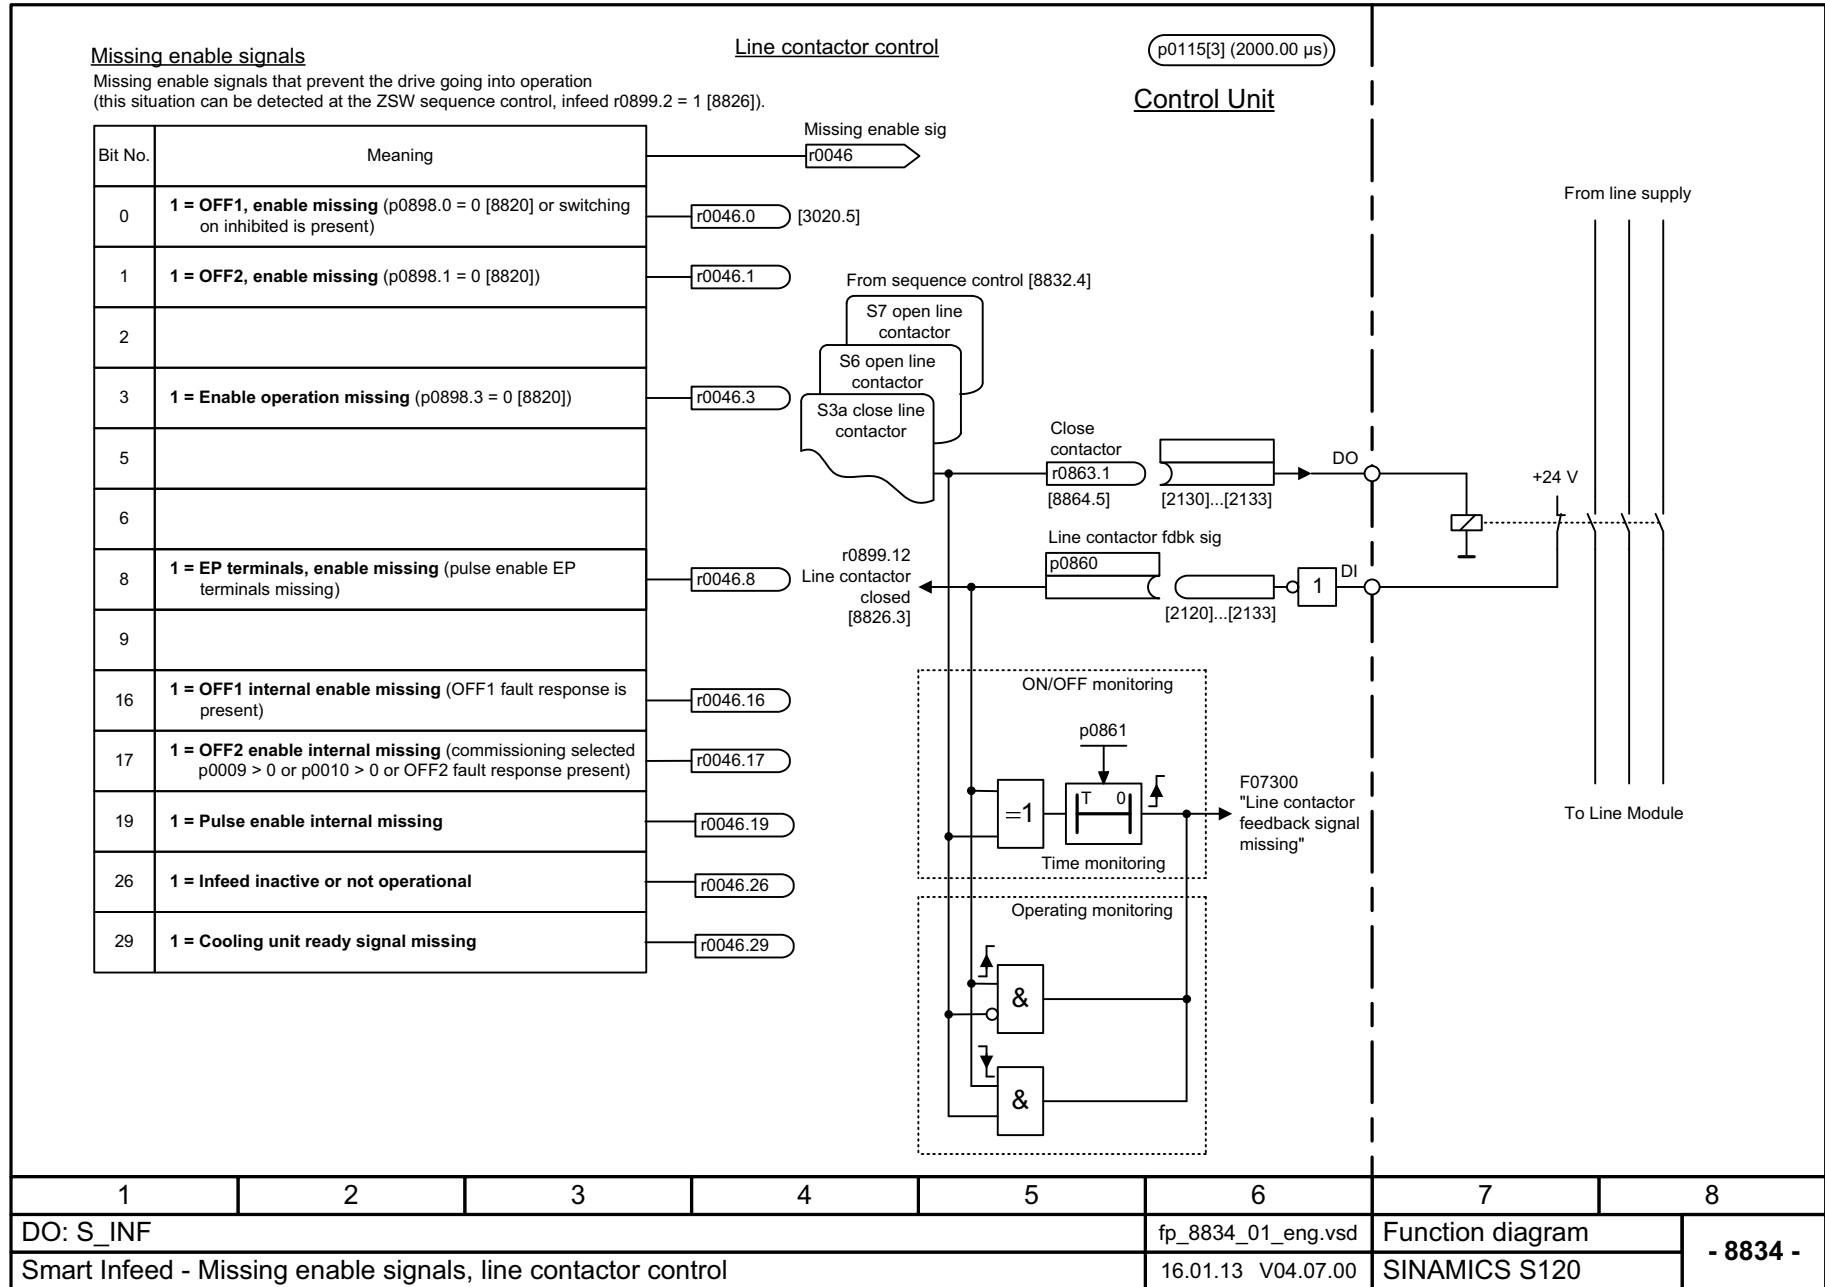 Missing enable signals
Missing enable signals that prevent the drive going into operation
(this situation can be detected at the ZSW sequence control, infeed r0899.2 = 1 [8826]).
Line contactor control
p0115[3] (2000.00 µs)
Control Unit
Bit No.
Meaning
Missing enable sig
r0046
0
1 = OFF1, enable missing (p0898.0 = 0 [8820] or switching
on inhibited is present)
r0046.0
[3020.5]
1
1 = OFF2, enable missing (p0898.1 = 0 [8820])
r0046.1
2
3
1 = Enable operation missing (p0898.3 = 0 [8820])
r0046.3
5
6
8
1 = EP terminals, enable missing (pulse enable EP
terminals missing)
r0046.8
9
16
1 = OFF1 internal enable missing (OFF1 fault response is
present)
r0046.16
17
1 = OFF2 enable internal missing (commissioning selected
p0009 > 0 or p0010 > 0 or OFF2 fault response present)
r0046.17
19
1 = Pulse enable internal missing
r0046.19
26
1 = Infeed inactive or not operational
r0046.26
29
1 = Cooling unit ready signal missing
r0046.29
From sequence control [8832.4]
S7 open line
contactor
S6 open line
contactor
S3a close line
contactor
Close
contactor
r0863.1
[8864.5]
[2130]...[2133]
DO
Line contactor fdbk sig
p0860
[2120]...[2133]
1
DI
r0899.12
Line contactor
closed
[8826.3]
From line supply
+24 V
To Line Module
ON/OFF monitoring
p0861
=1
T 0
Time monitoring
F07300
"Line contactor
feedback signal
missing"
Operating monitoring
&
&
1 2 3 4 5 6 7 8
DO: S_INF
fp_8834_01_eng.vsd
Function diagram
- 8834 -
Smart Infeed - Missing enable signals, line contactor control
16.01.13 V04.07.00
SINAMICS S120